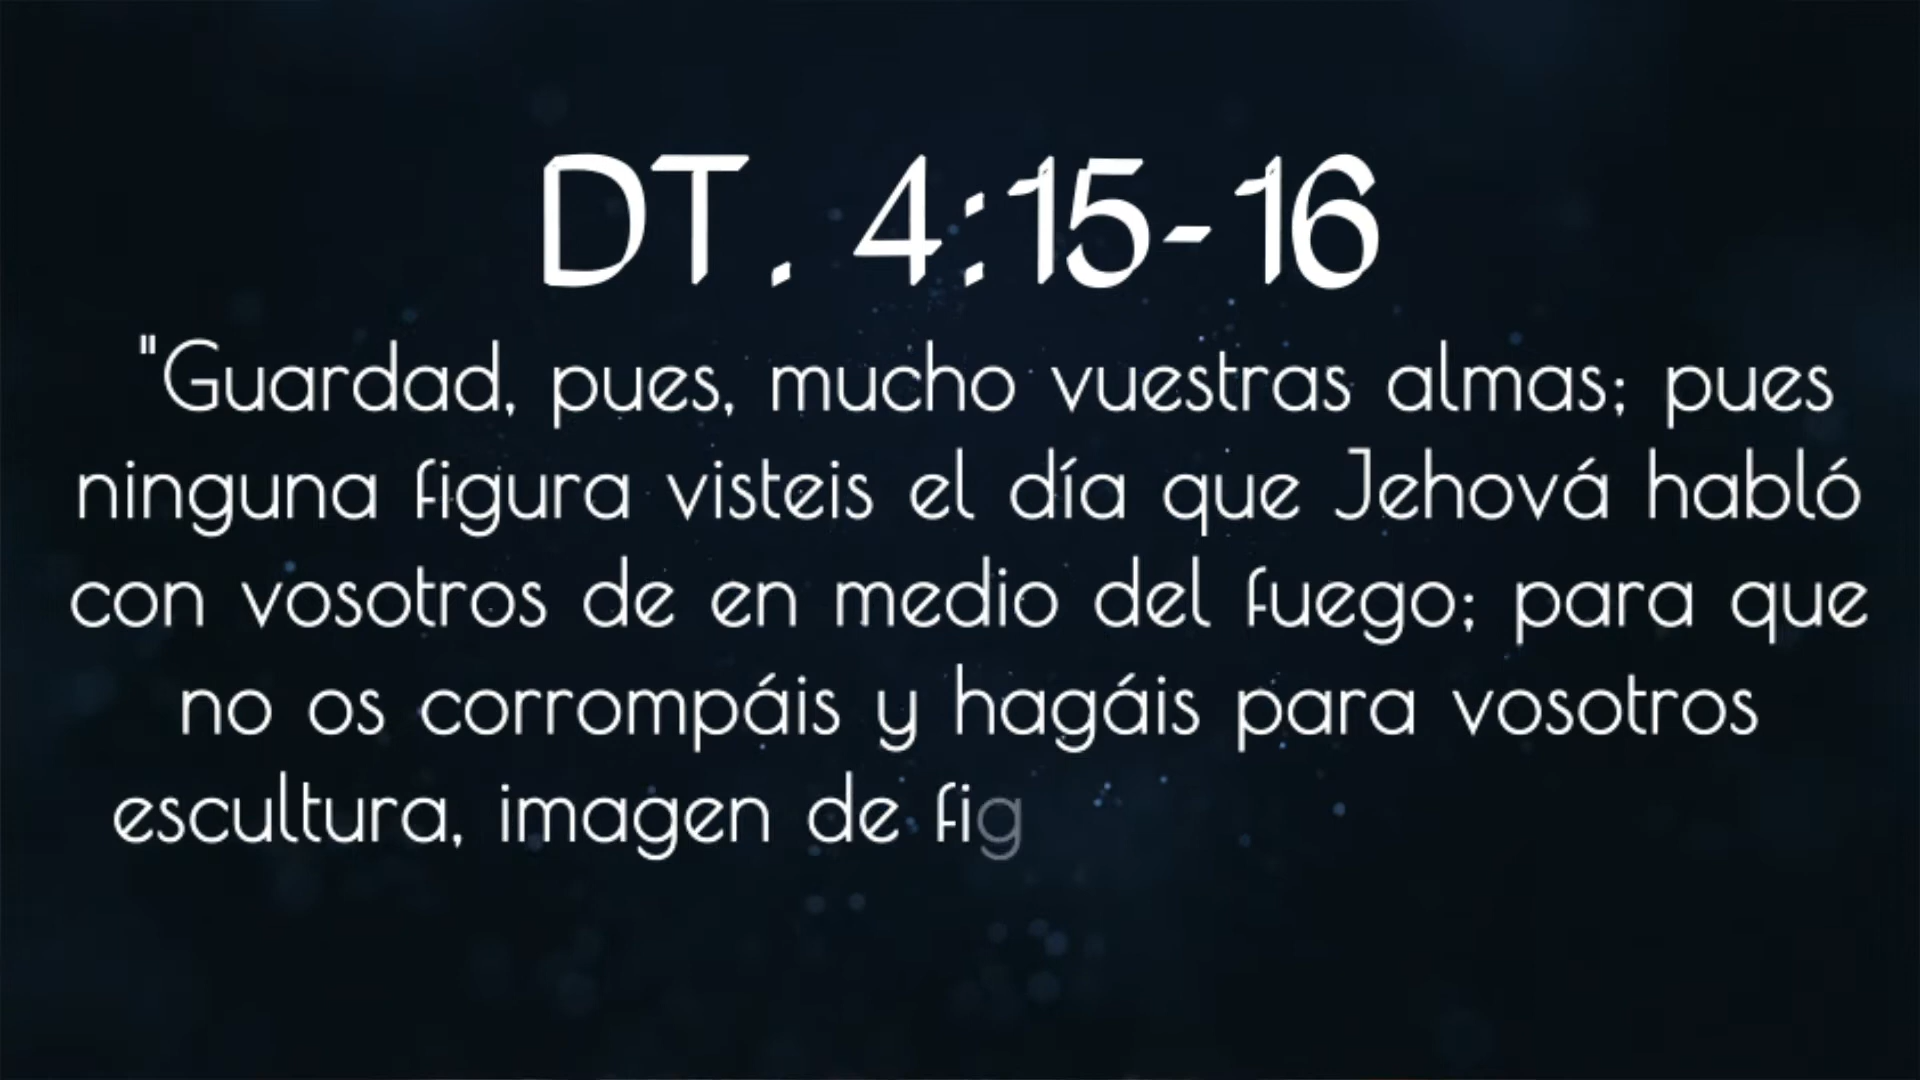 DT. 4:15-16
"Guardad, pues, mucho vuestras almas; pues
ninguna figura visteis el día que Jehová habló
con vosotros de en medio del fuego; para que
no os corrompáis y hagáis para vosotros
escultura, imagen de fig